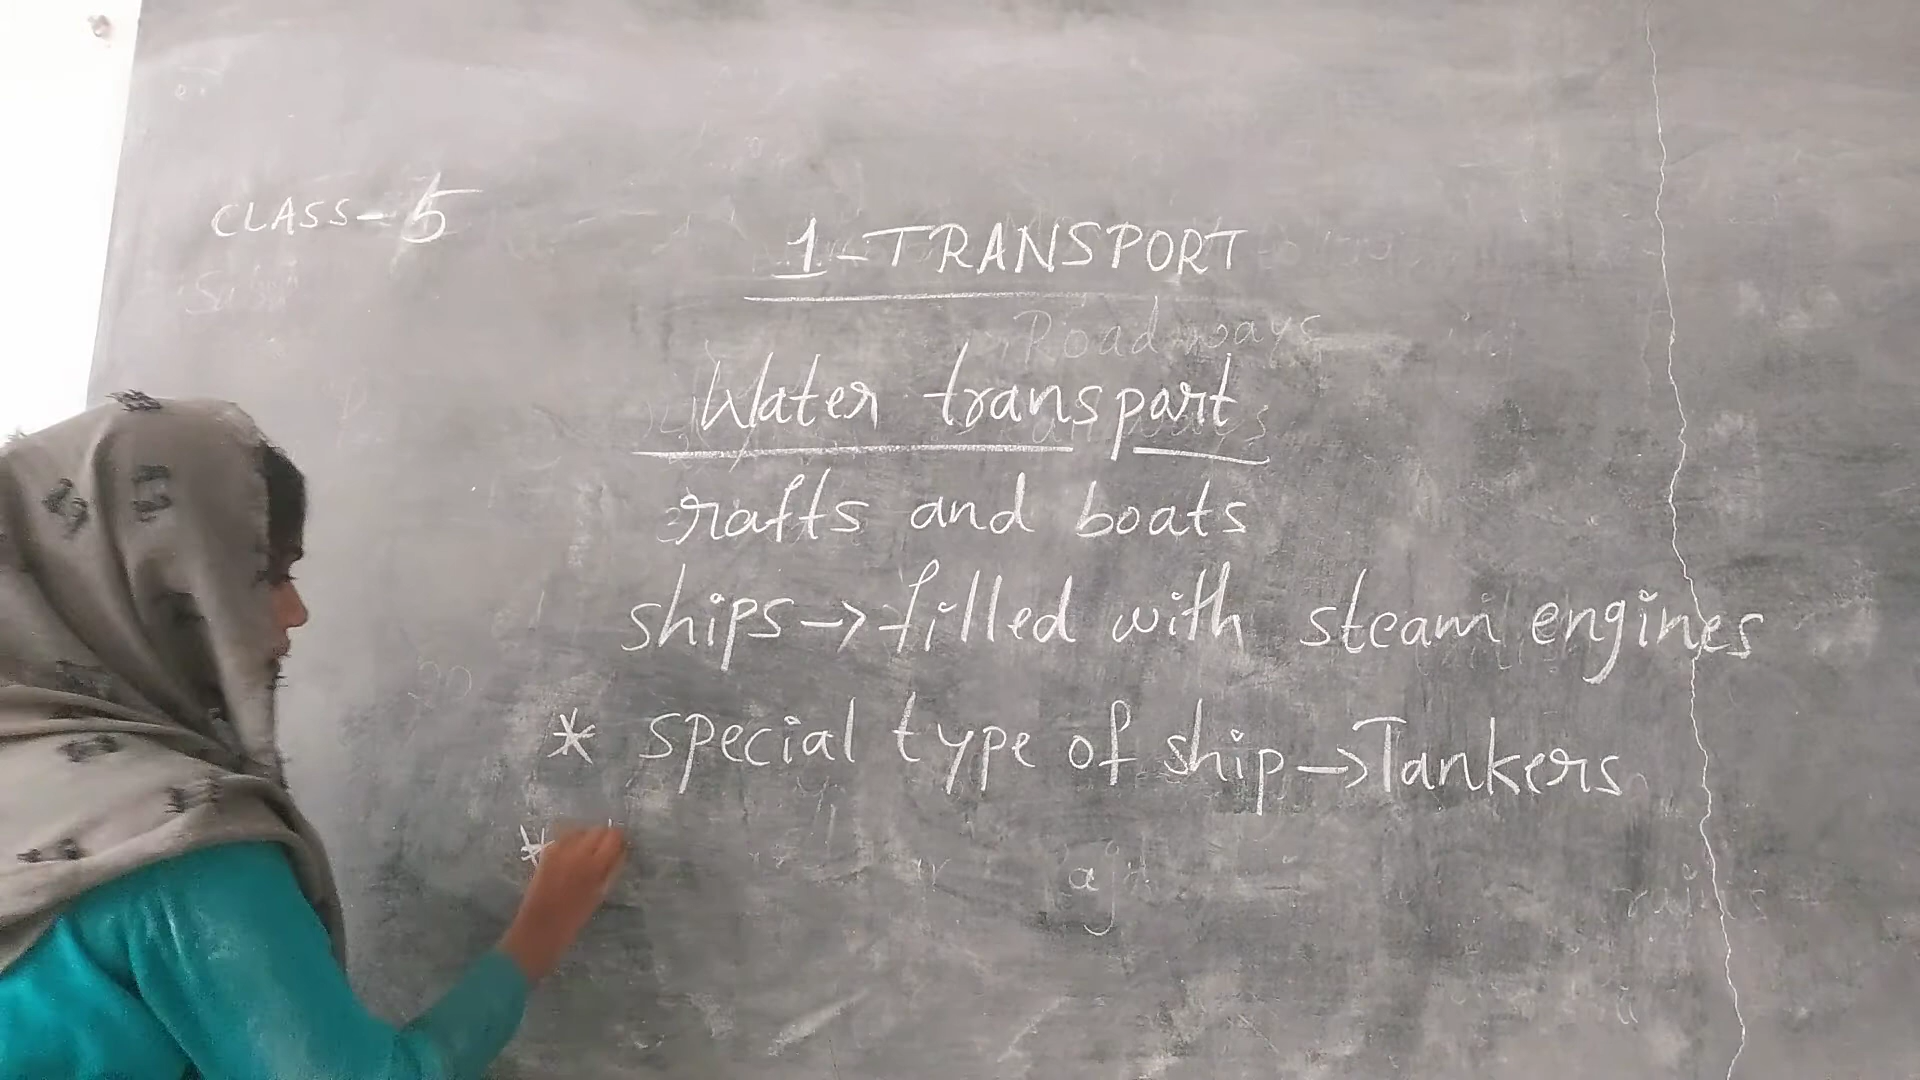 CLASS-5
1-TRANSPORT
Roadways
Water transport
rafts and boats
ships→filled with steam engines
* special type of ship→Tankers
*